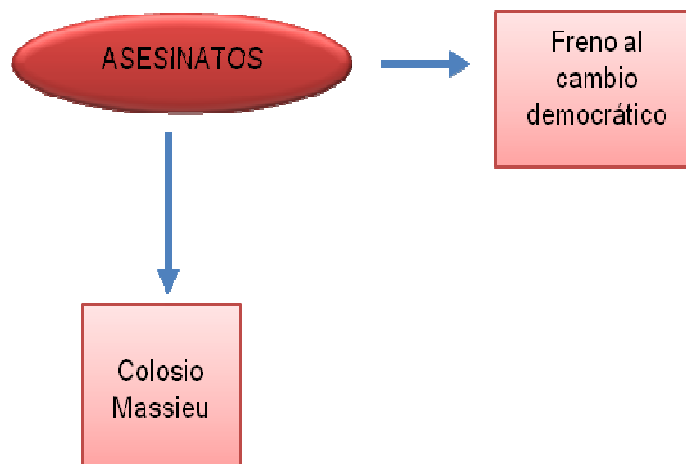 ASESINATOS
Freno al
cambio
democrático
Colosio
Massieu